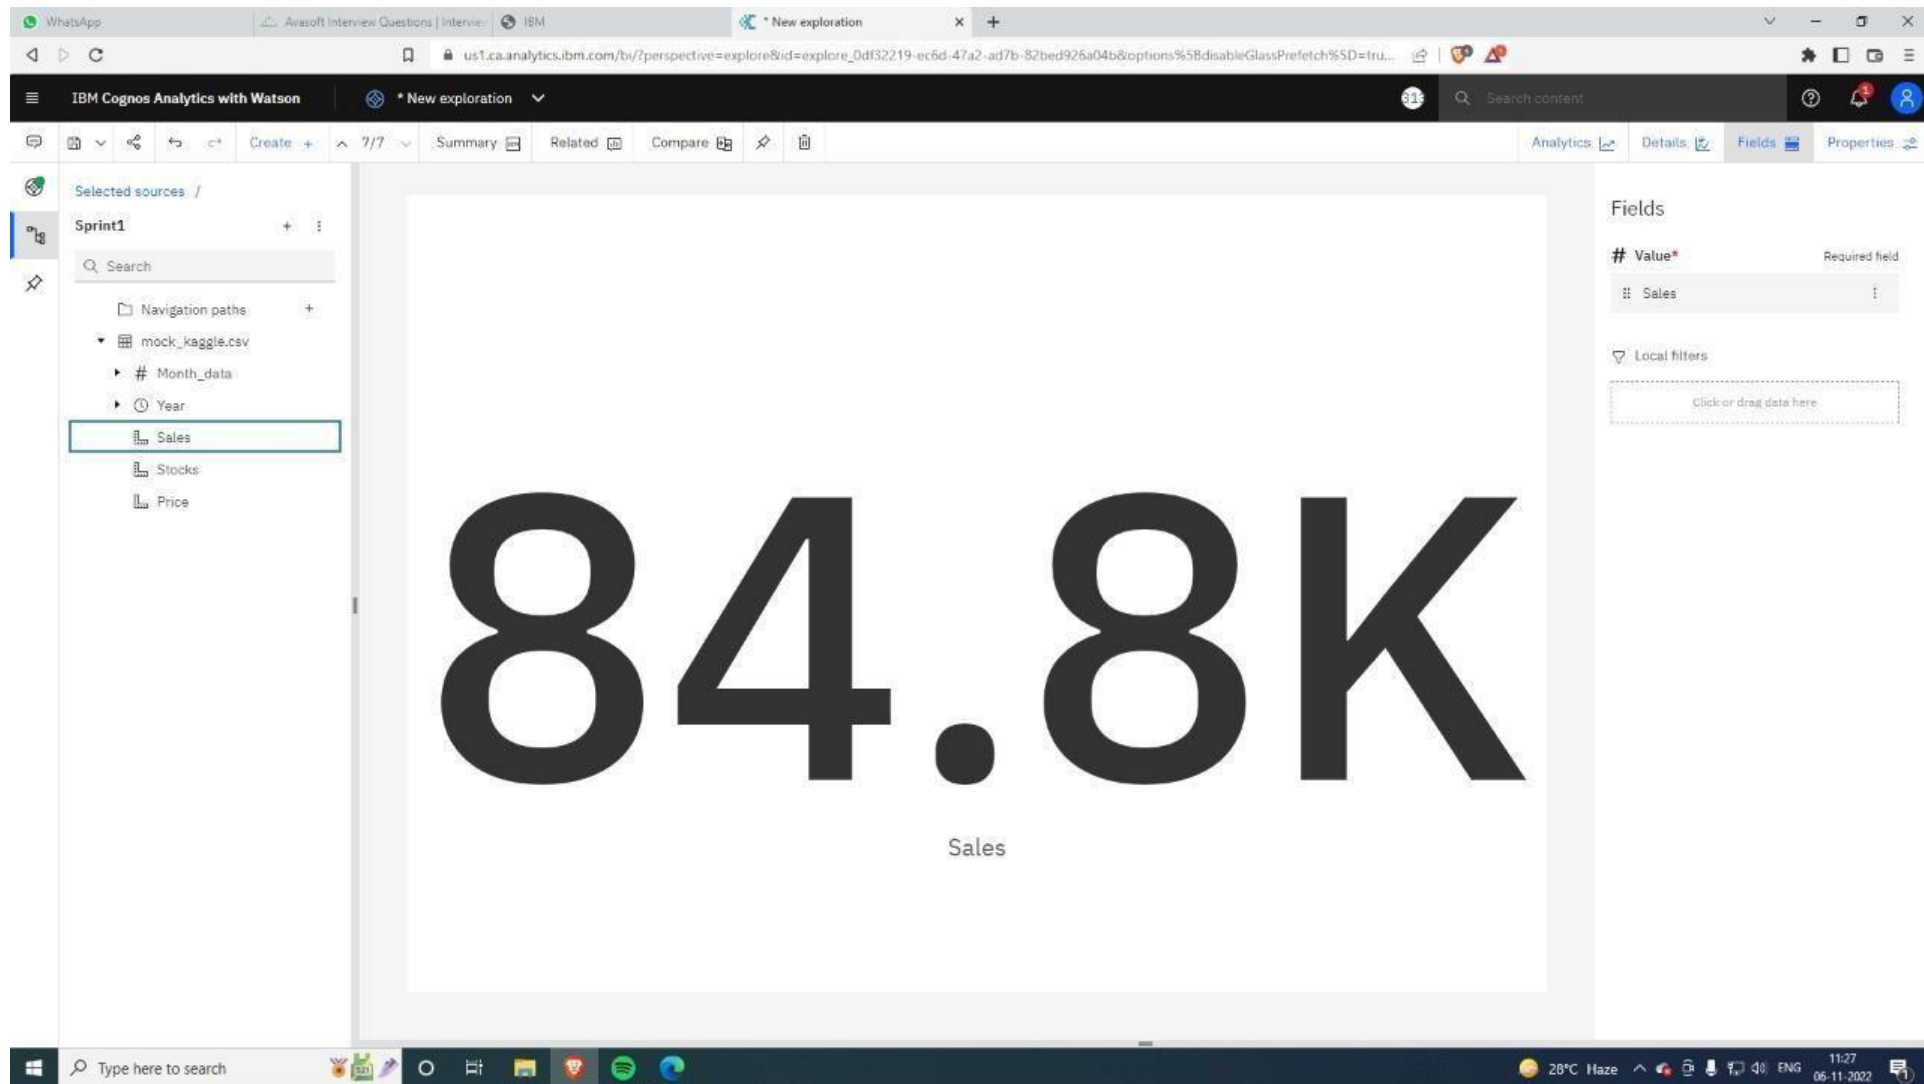 WhatsApp
Avasoft Interview Questions | Intervie
IBM
* New exploration
us1.ca.analytics.ibm.com/bi/?perspective=explore&id=explore_0df32219-ec6d-47a2-ad7b-82bed926a04b&options%5BdisableGlassPrefetch%5D=tru...
IBM Cognos Analytics with Watson
* New exploration
Search content
1
Create +
7/7
Summary
Related
Compare
Analytics
Details
Fields
Properties
Selected sources /
Sprint1
Search
Navigation paths
mock_kaggle.csv
# Month_data
Year
Sales
Stocks
Price
84.8K
Sales
Fields
# Value*
Required field
Sales
Local filters
Click or drag data here
Type here to search
28°C Haze
ENG
11:27
06-11-2022